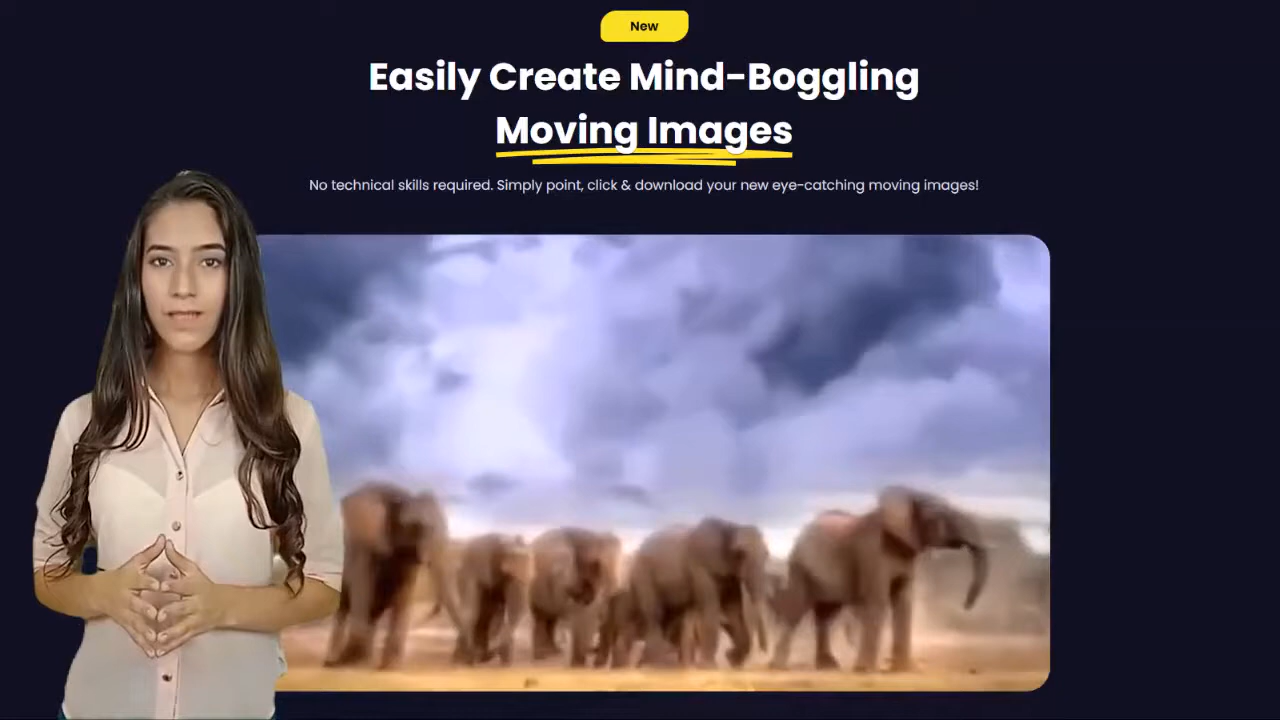 New
Easily Create Mind-Boggling
Moving Images
No technical skills required. Simply point, click & download your new eye-catching moving images!